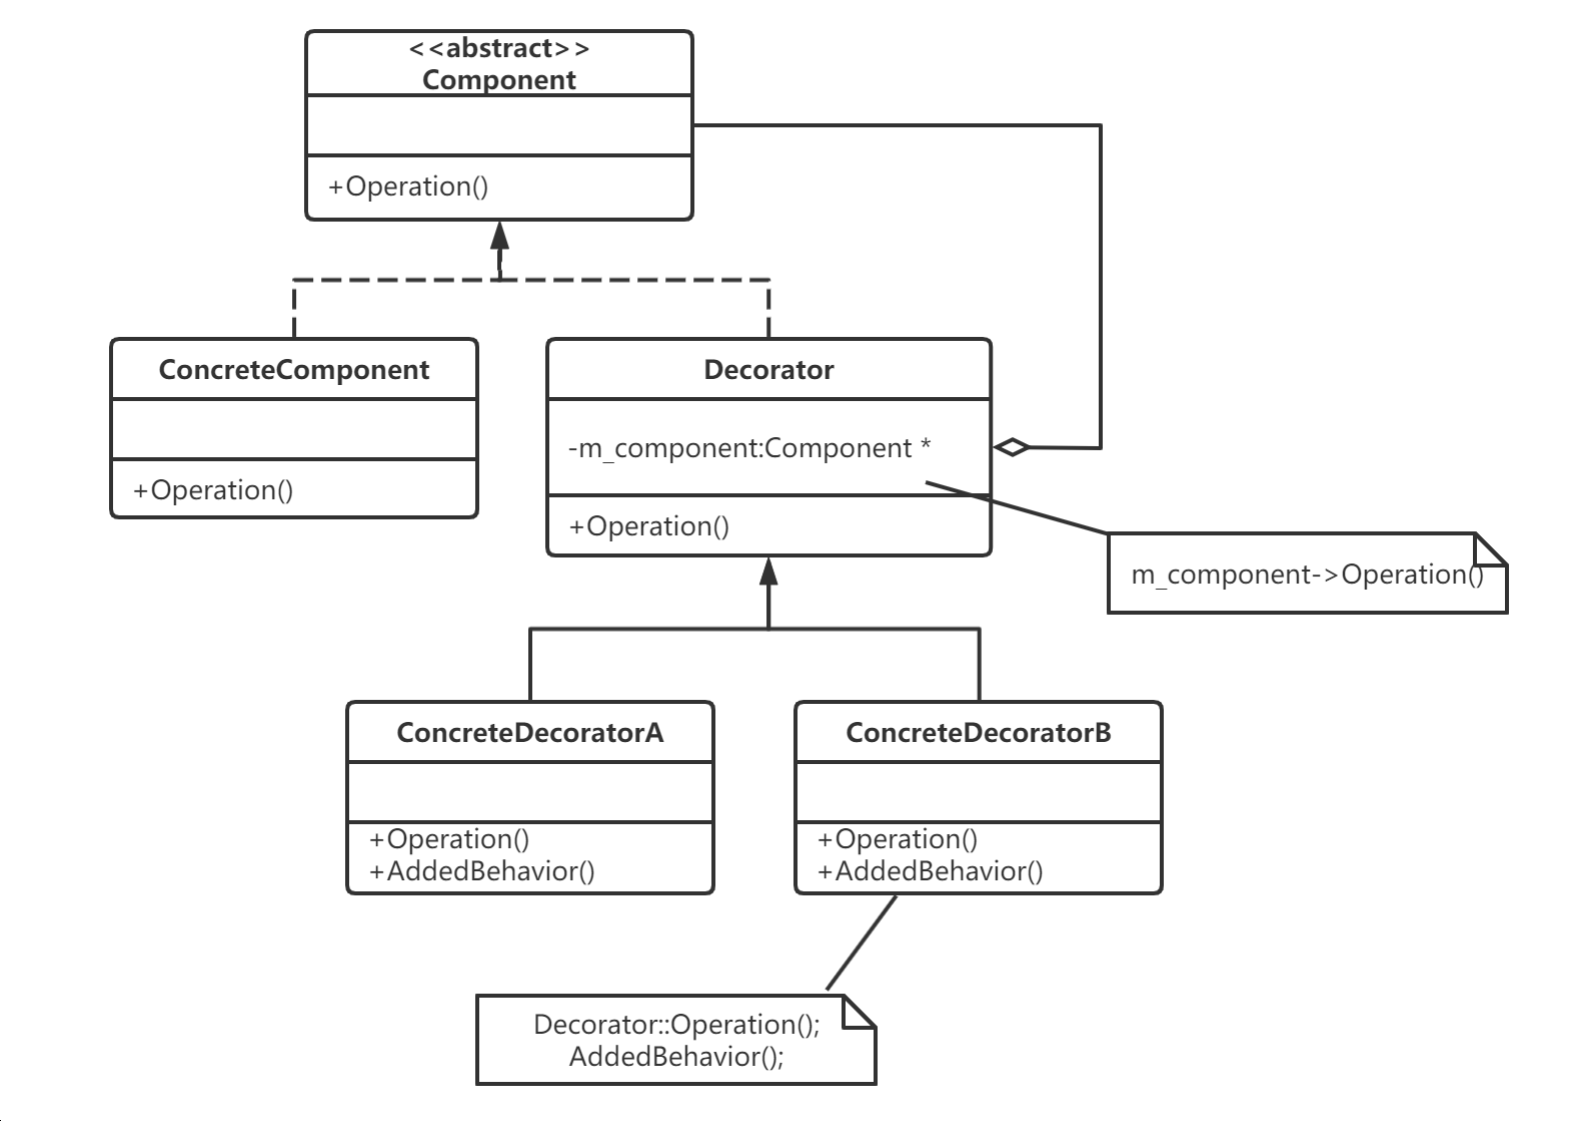 <<abstract>>
Component
+Operation()
ConcreteComponent
+Operation()
Decorator
-m_component:Component *
+Operation()
m_component->Operation()
ConcreteDecoratorA
+Operation()
+AddedBehavior()
ConcreteDecoratorB
+Operation()
+AddedBehavior()
Decorator::Operation();
AddedBehavior();